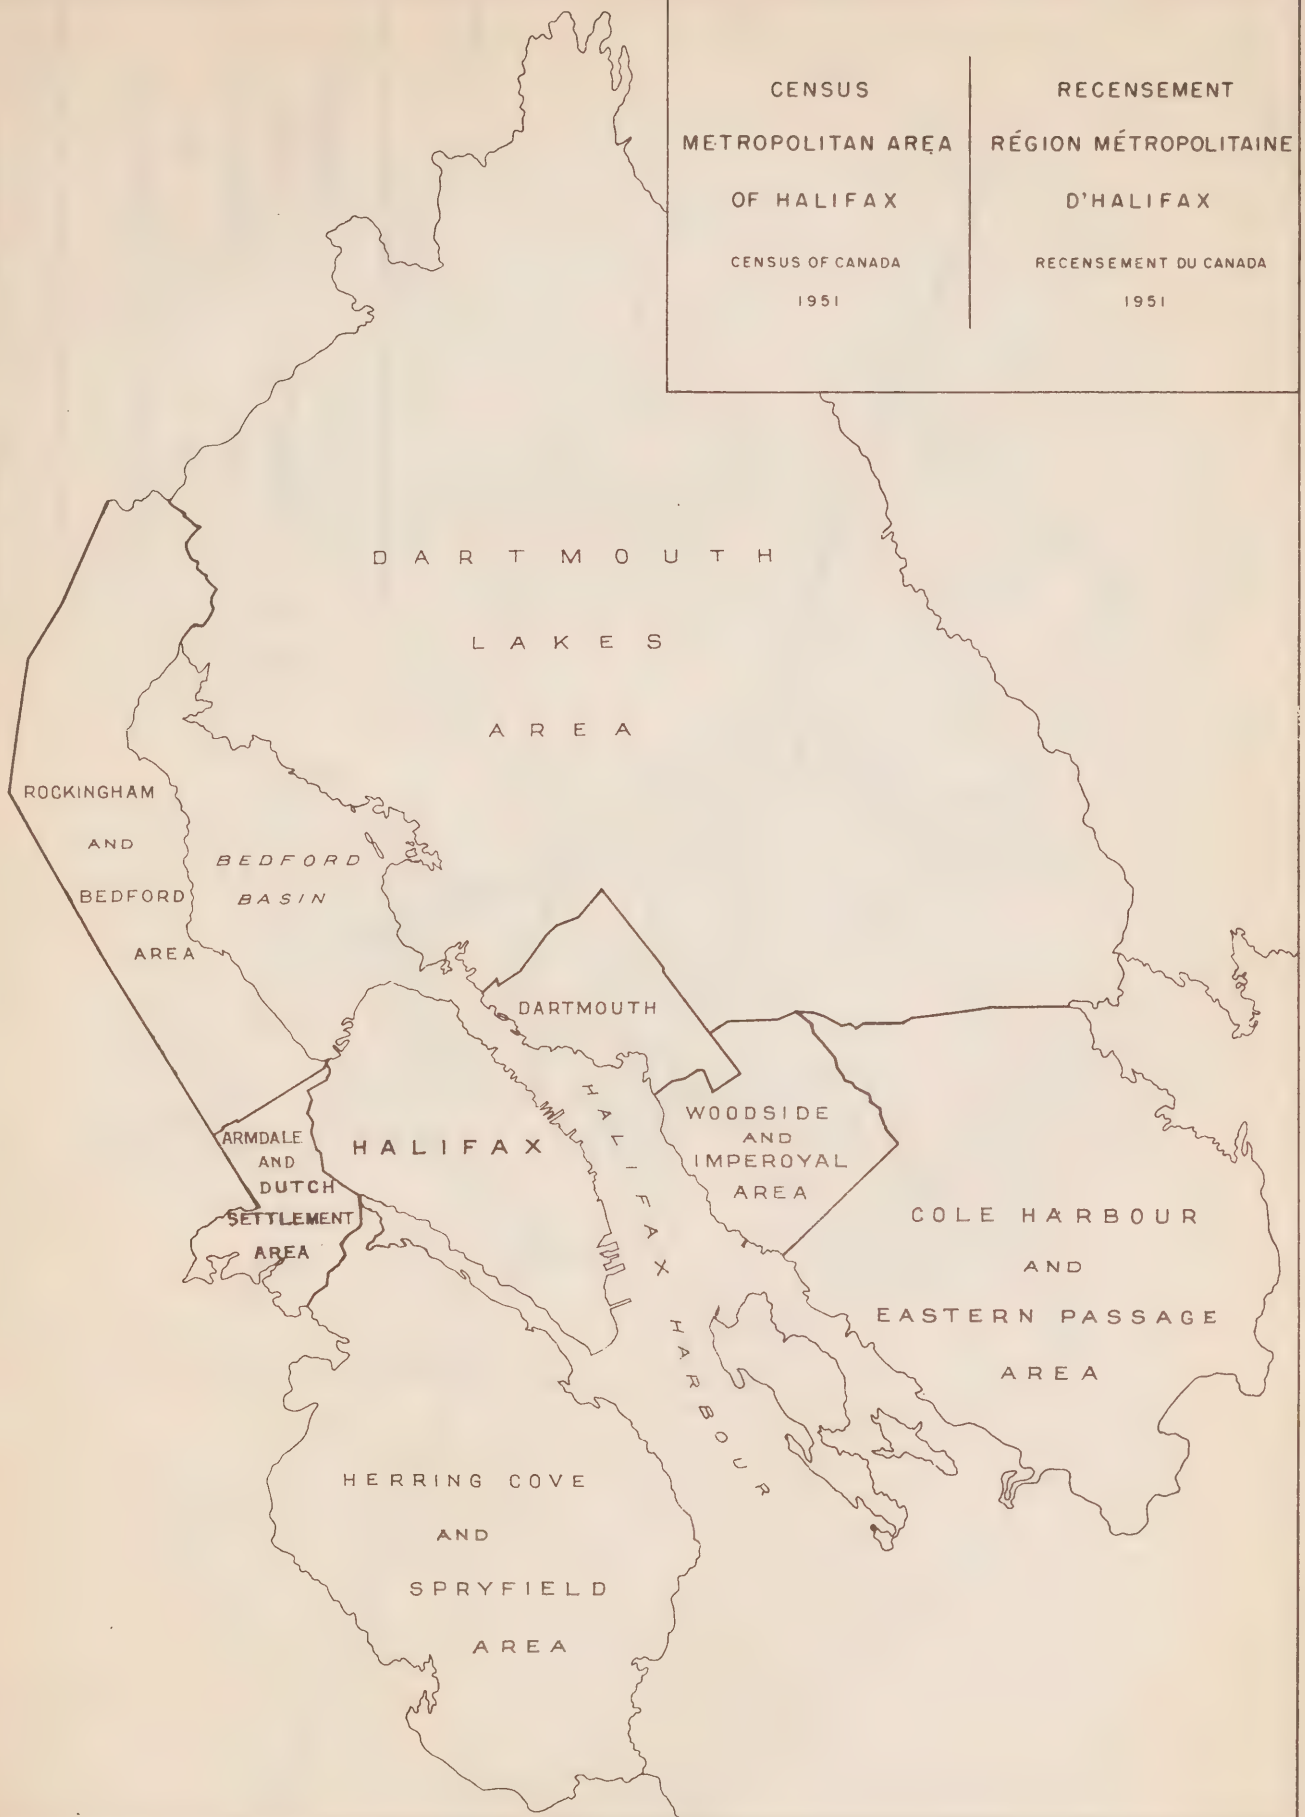 CENSUS
METROPOLITAN AREA
OF HALIFAX
CENSUS OF CANADA
1951
RECENSEMENT
RÉGION MÉTROPOLITAINE
D'HALIFAX
RECENSEMENT DU CANADA
1951
DARTMOUTH
LAKES
AREA
ROCKINGHAM
AND
BEDFORD
AREA
BEDFORD
BASIN
DARTMOUTH
HALIFAX HARBOUR
WOODSIDE
AND
IMPEROYAL
AREA
ARMDALE
AND
DUTCH
SETTLEMENT
AREA
HALIFAX
COLE HARBOUR
AND
EASTERN PASSAGE
AREA
HERRING COVE
AND
SPRYFIELD
AREA